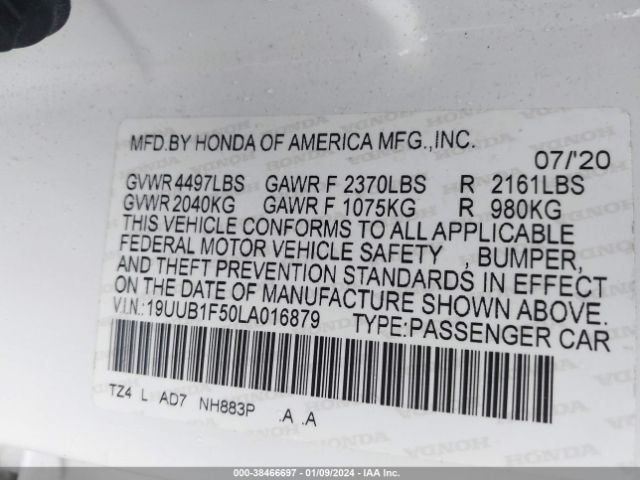 MFD.BY HONDA OF AMERICA MFG.,INC.
07/'20
GVWR 4497LBS GAWR F 2370LBS R 2161LBS
GVWR 2040KG GAWR F 1075KG R 980KG
THIS VEHICLE CONFORMS TO ALL APPLICABLE
FEDERAL MOTOR VEHICLE SAFETY , BUMPER,
AND THEFT PREVENTION STANDARDS IN EFFECT
ON THE DATE OF MANUFACTURE SHOWN ABOVE.
V.I.N.:19UUB1F50LA016879 TYPE:PASSENGER CAR
TZ4 L AD7 NH883P .A .A
HONDA HONDA HONDA
000-38466697 - 01/09/2024 - IAA Inc.